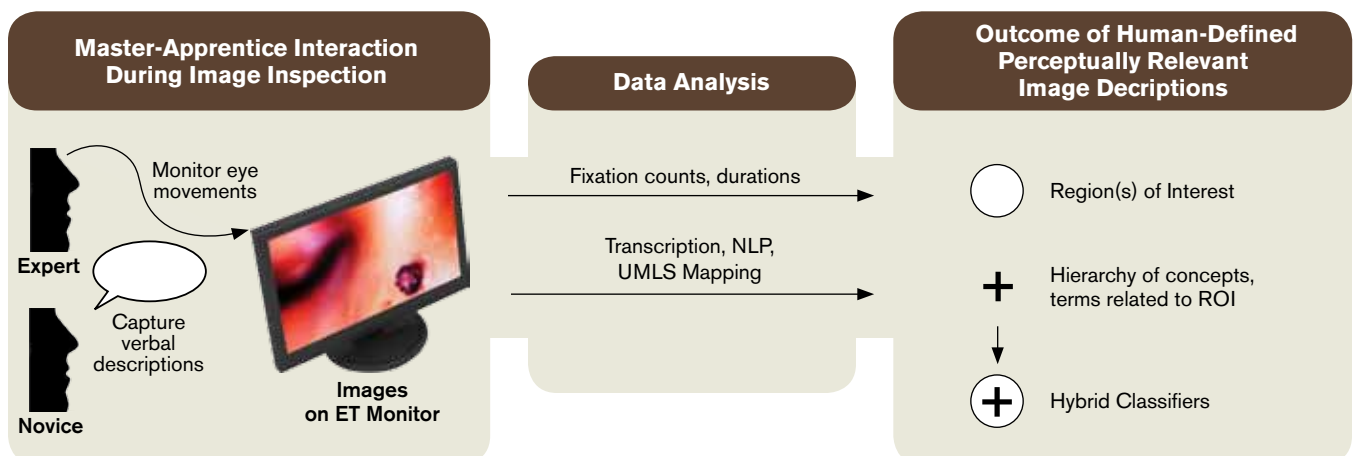 Master-Apprentice Interaction
During Image Inspection
Monitor eye
movements
Expert
Capture
verbal
descriptions
Novice
Images
on ET Monitor
Data Analysis
Fixation counts, durations
Transcription, NLP,
UMLS Mapping
Outcome of Human-Defined
Perceptually Relevant
Image Decriptions
Region(s) of Interest
Hierarchy of concepts,
terms related to ROI
Hybrid Classifiers